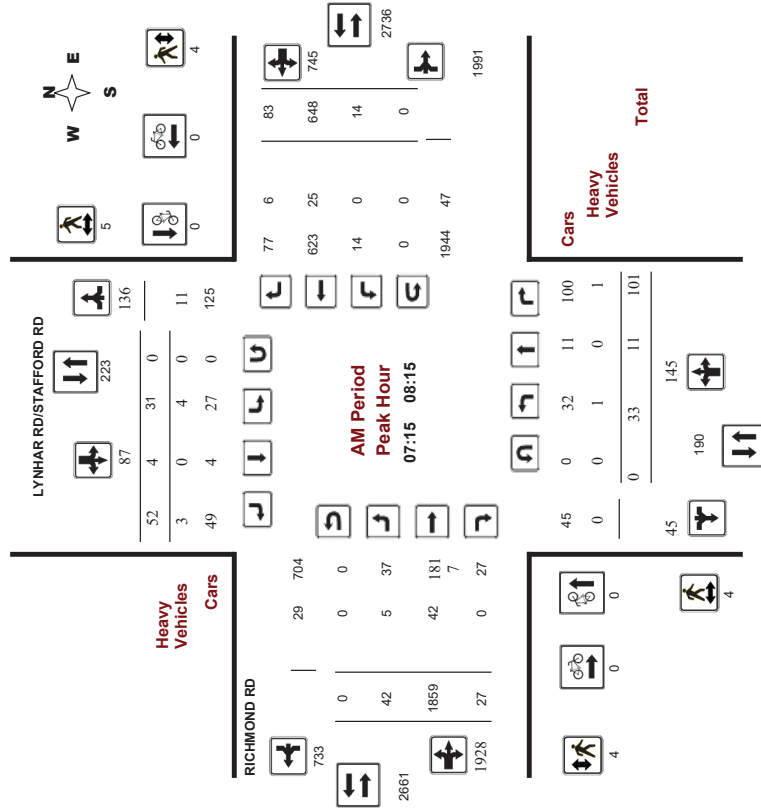 N
W E
S
4
5
0
0
LYNHAR RD/STAFFORD RD
223
87
136
52 4 31 0
Heavy Vehicles 3 0 4 0 11
Cars 49 4 27 0 125
745
2736
1991
77 6 83
623 25 648
14 0 14
0 0 0
1944 47
AM Period
Peak Hour
07:15 08:15
RICHMOND RD
733
2661
1928
29 704
0 0 0
42 5 37
1859 42 1817
27 0 27
45 0 32 11 100 Cars
0 0 1 0 1 Heavy Vehicles
0 33 11 101 Total
45
190
145
0
0
4
4